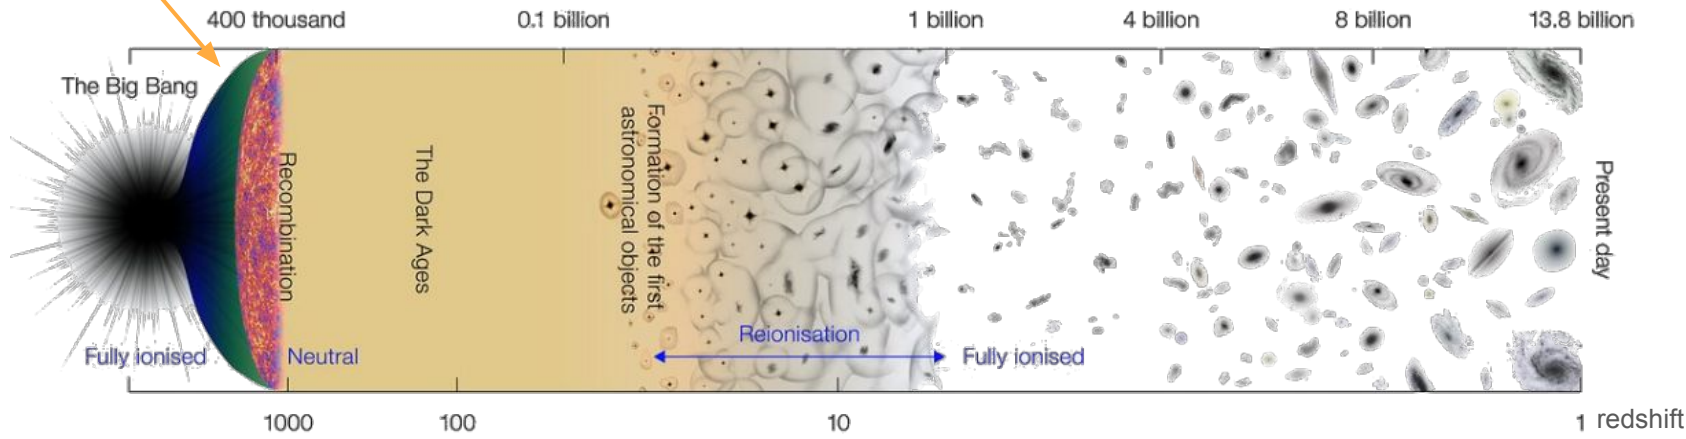 400 thousand
0.1 billion
1 billion
4 billion
8 billion
13.8 billion
The Big Bang
Recombination
The Dark Ages
Formation of the first
astronomical objects
Reionisation
Present day
Fully ionised
Neutral
Fully ionised
1000
100
10
1
redshift